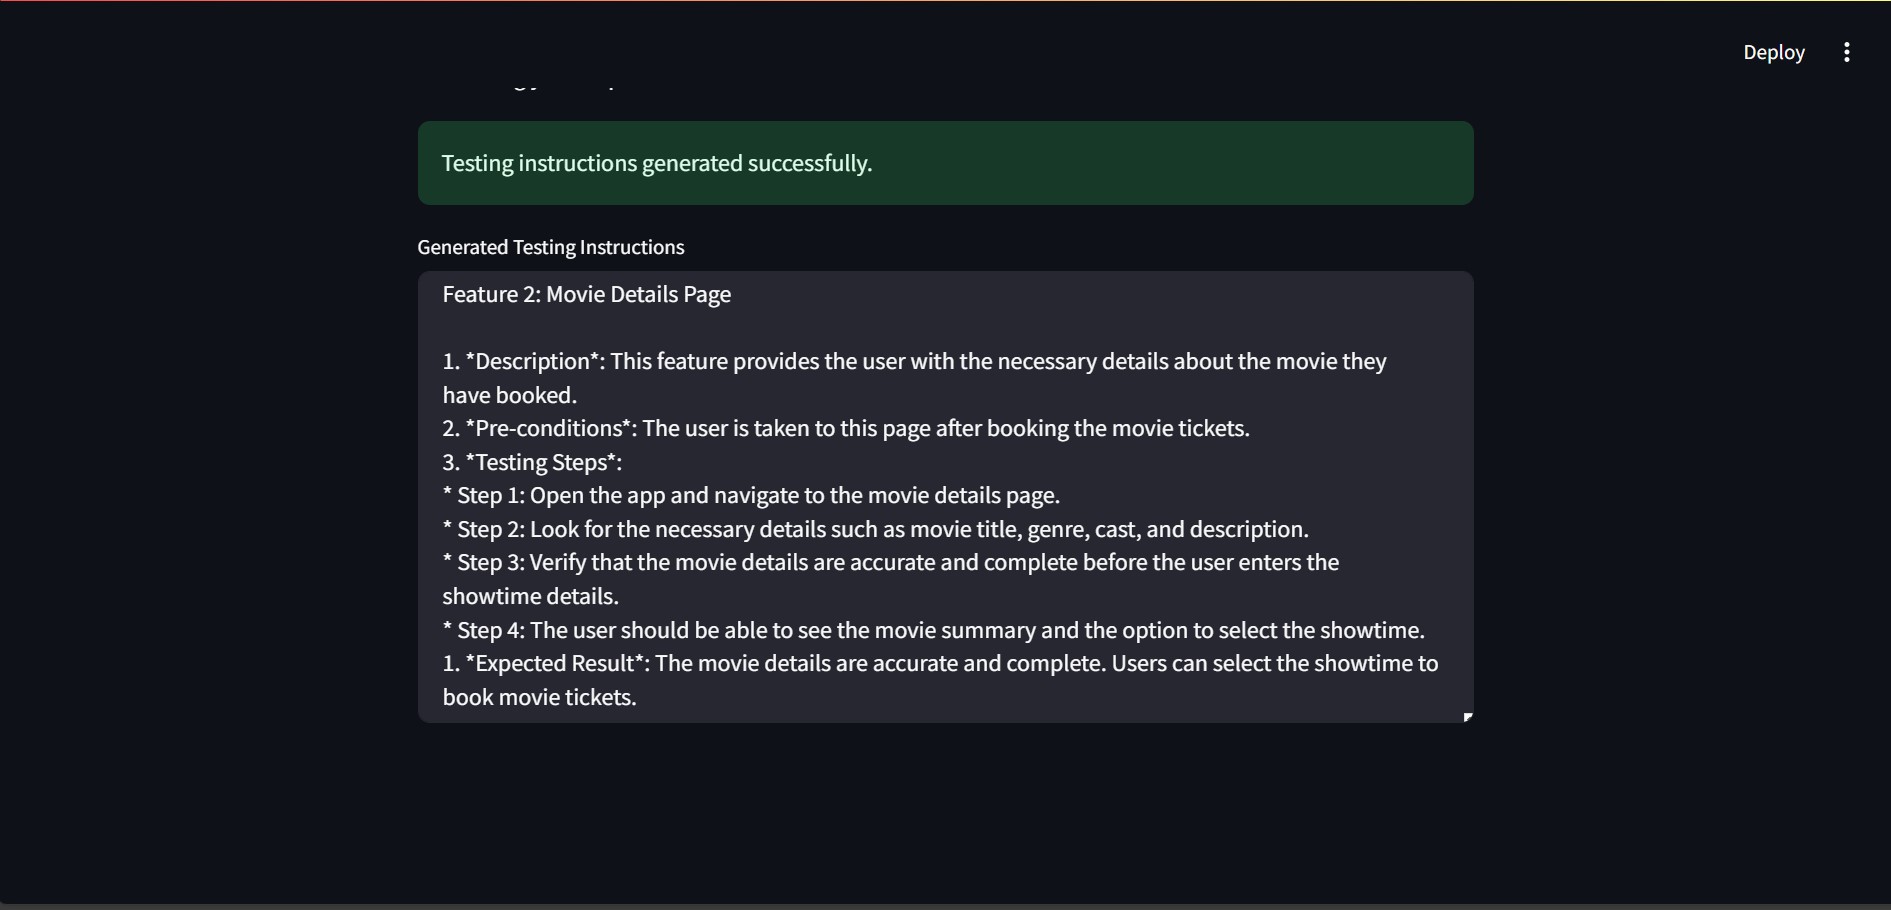 Deploy
Testing instructions generated successfully.
Generated Testing Instructions
Feature 2: Movie Details Page
1. *Description*: This feature provides the user with the necessary details about the movie they
have booked.
2. *Pre-conditions*: The user is taken to this page after booking the movie tickets.
3. *Testing Steps*:
* Step 1: Open the app and navigate to the movie details page.
* Step 2: Look for the necessary details such as movie title, genre, cast, and description.
* Step 3: Verify that the movie details are accurate and complete before the user enters the
showtime details.
* Step 4: The user should be able to see the movie summary and the option to select the showtime.
1. *Expected Result*: The movie details are accurate and complete. Users can select the showtime to
book movie tickets.